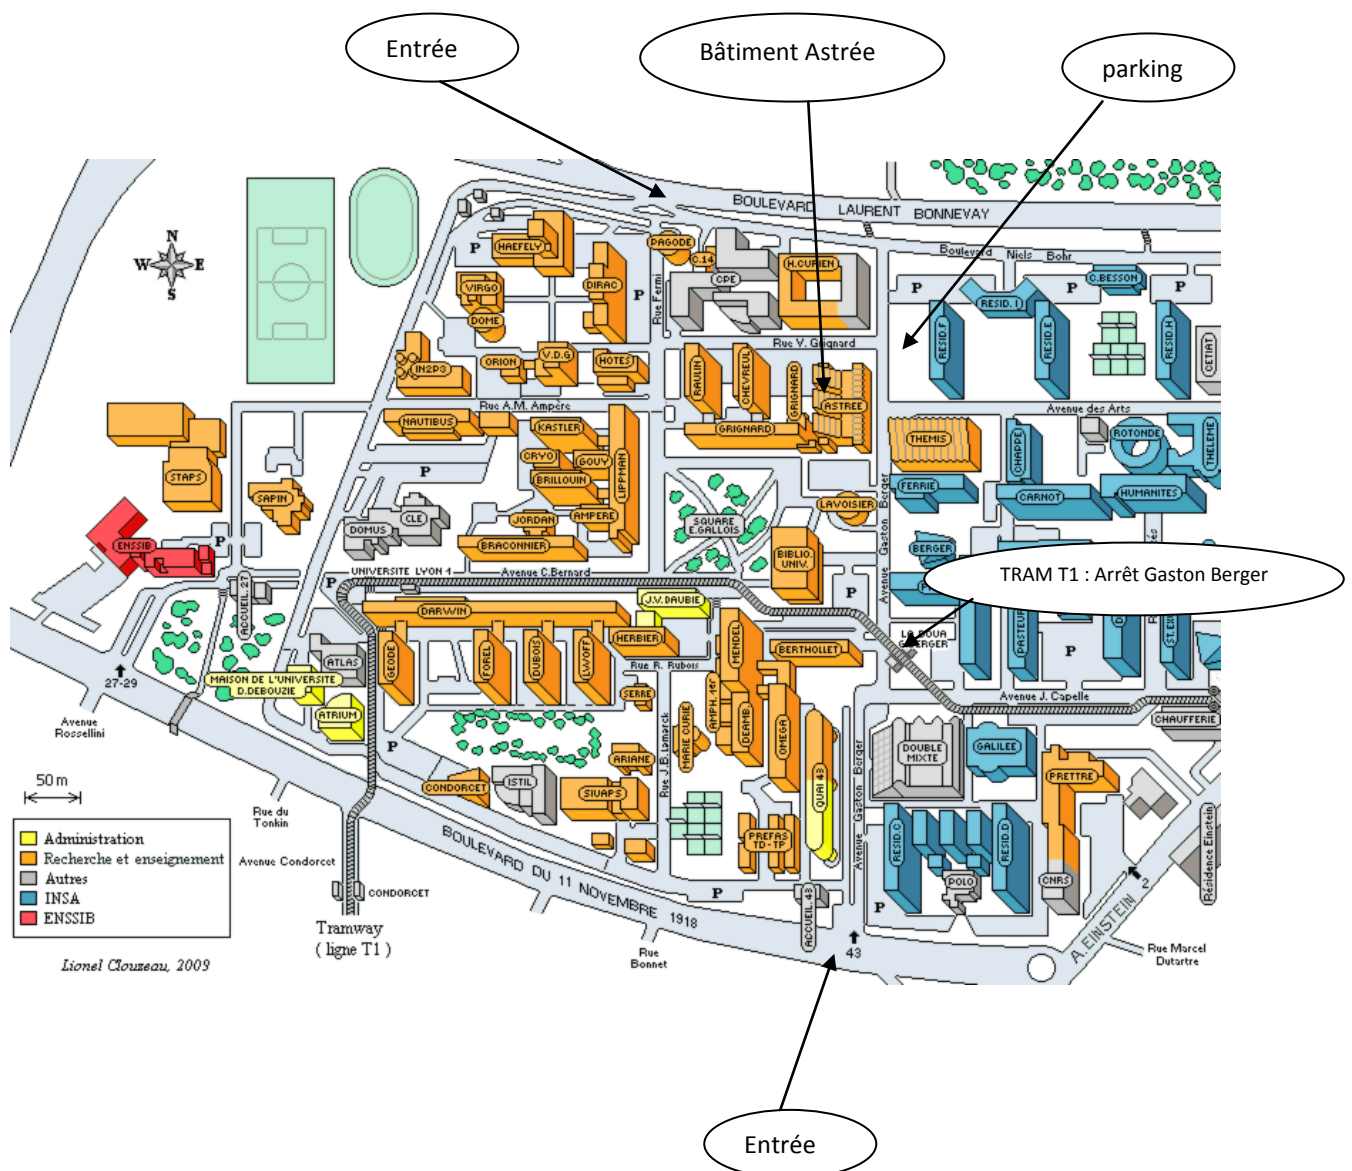 Entrée
Bâtiment Astrée
parking
BOULEVARD LAURENT BONNEVAY
Boulevard Niels Bohr
N
W E
S
P
HAEFELY
PAGODE
C.14
H.CURIEN
CPE
C.BESSON
VIRGO
DIRAC
P
Rue Fermi
P
RESID. I
P
P
DOME
RESID.F
RESID.E
RESID.H
CETIAT
Rue V. Grignard
ORION
V.D.G
HOTES
IN2P3
RAULIN
CHEVREUL
GRIGNARD
ASTREE
Rue A.M. Ampère
Avenue des Arts
NAUTIBUS
KASTLER
GRIGNARD
THEMIS
CHAPPE
ROTONDE
THELEME
CRYO
GOUY
LIPPMAN
STAPS
P
BRILLOUIN
FERRIE
CARNOT
HUMANITES
SAPIN
CLE
DOMUS
JORDAN
AMPERE
SQUARE
E.GALLOIS
LAVOISIER
ENSSIB
P
BRACONNIER
BIBLIO.
UNIV.
Avenue Gaston Berger
BERGER
UNIVERSITE LYON 1
Avenue C.Bernard
P
P
TRAM T1 : Arrêt Gaston Berger
ACCUEIL.27
DARWIN
J.V. DAUBIE
HERBIER
MENDEL
BERTHOLLET
LA DOUA
G.BERGER
PASTEUR
P
ST.EX
ATLAS
GEODE
FOREL
DUBOIS
LWOFF
Rue R. Rubois
27-29
MAISON DE L'UNIVERSITE
D.DEBOUZIE
SERRE
Avenue J. Capelle
ATRIUM
AMPH. 1er
DEAMB.
OMEGA
CHAUFFERIE
Avenue
Rossellini
P
MARIE CURIE
Rue J.B.Lamarck
DOUBLE
MIXTE
GALILEE
ARIANE
PRETTRE
50 m
CONDORCET
ISTIL
SIUAPS
QUAI 43
Avenue Gaston Berger
Rue du
Tonkin
Administration
Recherche et enseignement
Autres
INSA
ENSSIB
Avenue Condorcet
BOULEVARD DU 11 NOVEMBRE 1918
PREFAS
TD-TP
RESID.C
RESID.D
POLO
CNRS
2
Résidence Einstein
CONDORCET
P
ACCUEIL.43
P
A. EINSTEIN
Tramway
( ligne T1 )
Rue
Bonnet
43
Rue Marcel
Dutartre
Lionel Clouzeau, 2009
Entrée